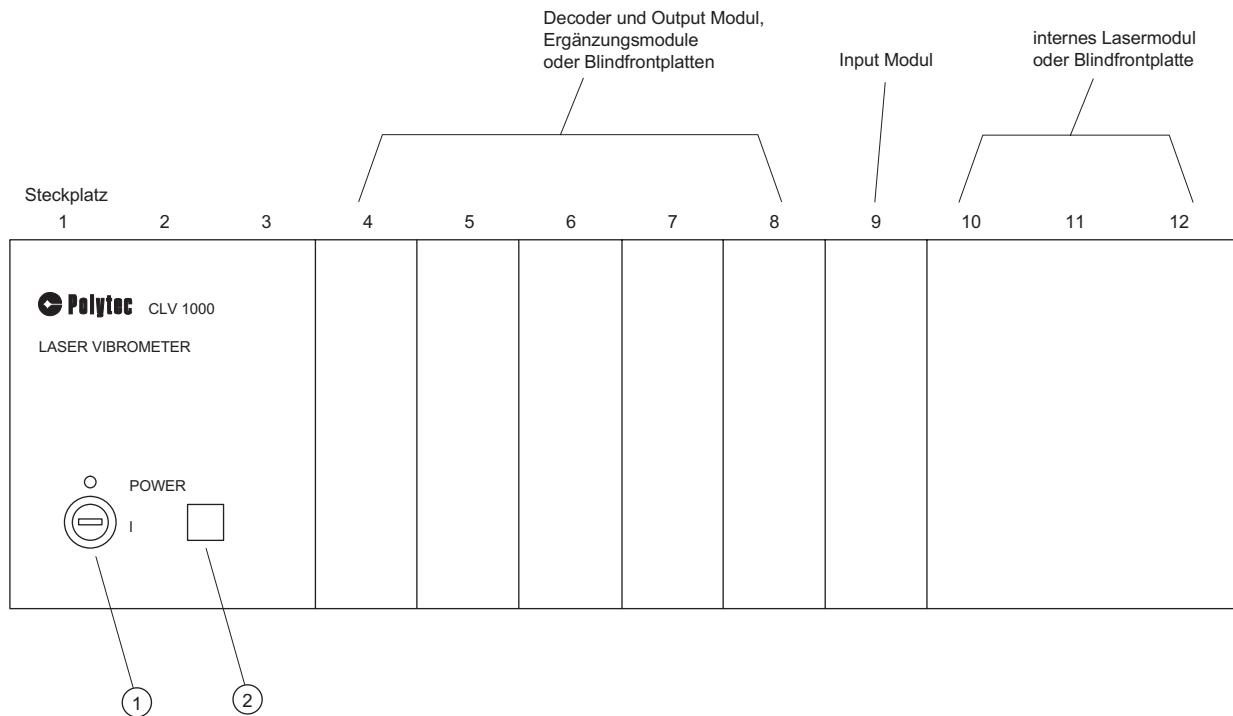 Decoder und Output Modul,
Ergänzungsmodule
oder Blindfrontplatten
Input Modul
internes Lasermodul
oder Blindfrontplatte
Steckplatz
1 2 3 4 5 6 7 8 9 10 11 12
Polytec CLV 1000
LASER VIBROMETER
POWER
I
1 2